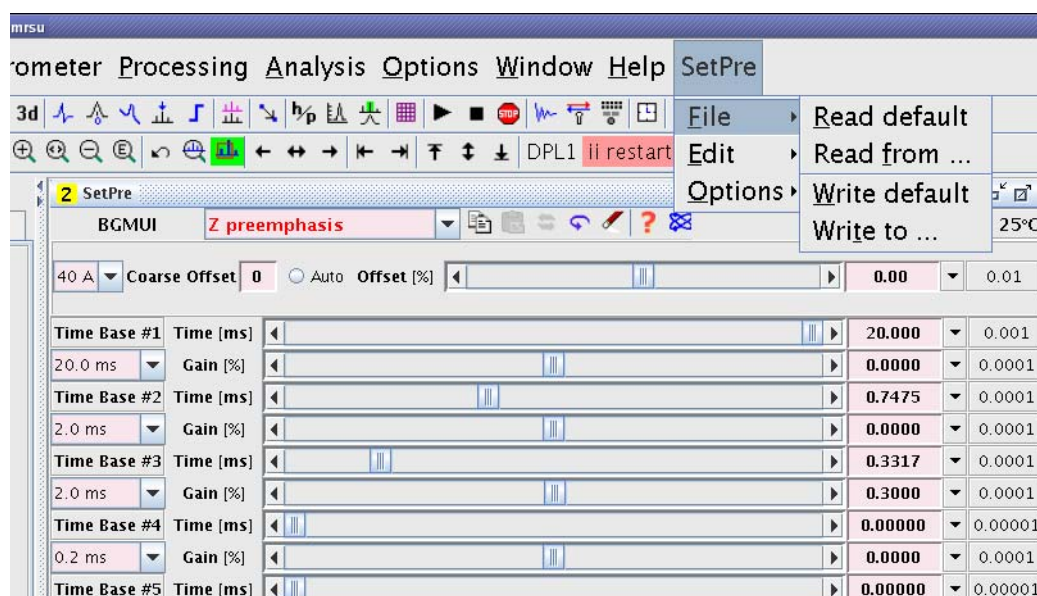 mrsu
ometer Processing Analysis Options Window Help SetPre
3d h/p STOP File Read default
DPL1 ii restart Edit Read from ...
2 SetPre Options Write default
BGMUI Z preemphasis ? Write to ... 25°C
40 A Coarse Offset 0 Auto Offset [%] 0.00 0.01
Time Base #1 Time [ms] 20.000 0.001
20.0 ms Gain [%] 0.0000 0.0001
Time Base #2 Time [ms] 0.7475 0.0001
2.0 ms Gain [%] 0.0000 0.0001
Time Base #3 Time [ms] 0.3317 0.0001
2.0 ms Gain [%] 0.3000 0.0001
Time Base #4 Time [ms] 0.00000 0.00001
0.2 ms Gain [%] 0.0000 0.0001
Time Base #5 Time [ms] 0.00000 0.00001